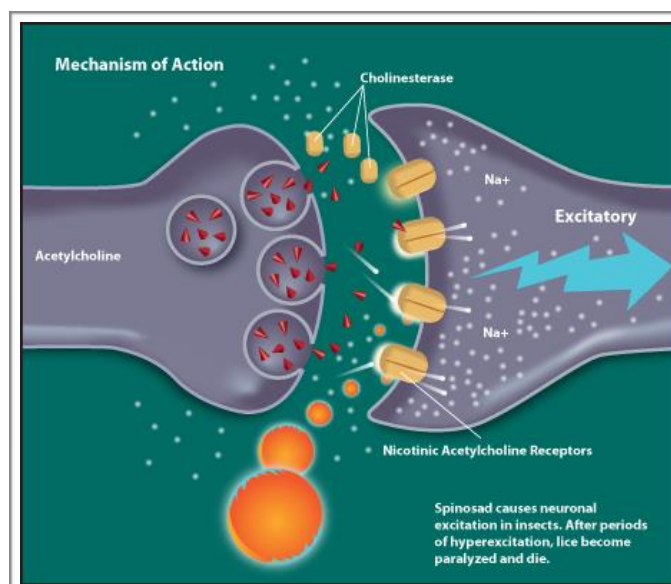 Mechanism of Action
Cholinesterase
Na+
Excitatory
Acetylcholine
Na+
Nicotinic Acetylcholine Receptors
Spinosad causes neuronal
excitation in insects. After periods
of hyperexcitation, lice become
paralyzed and die.